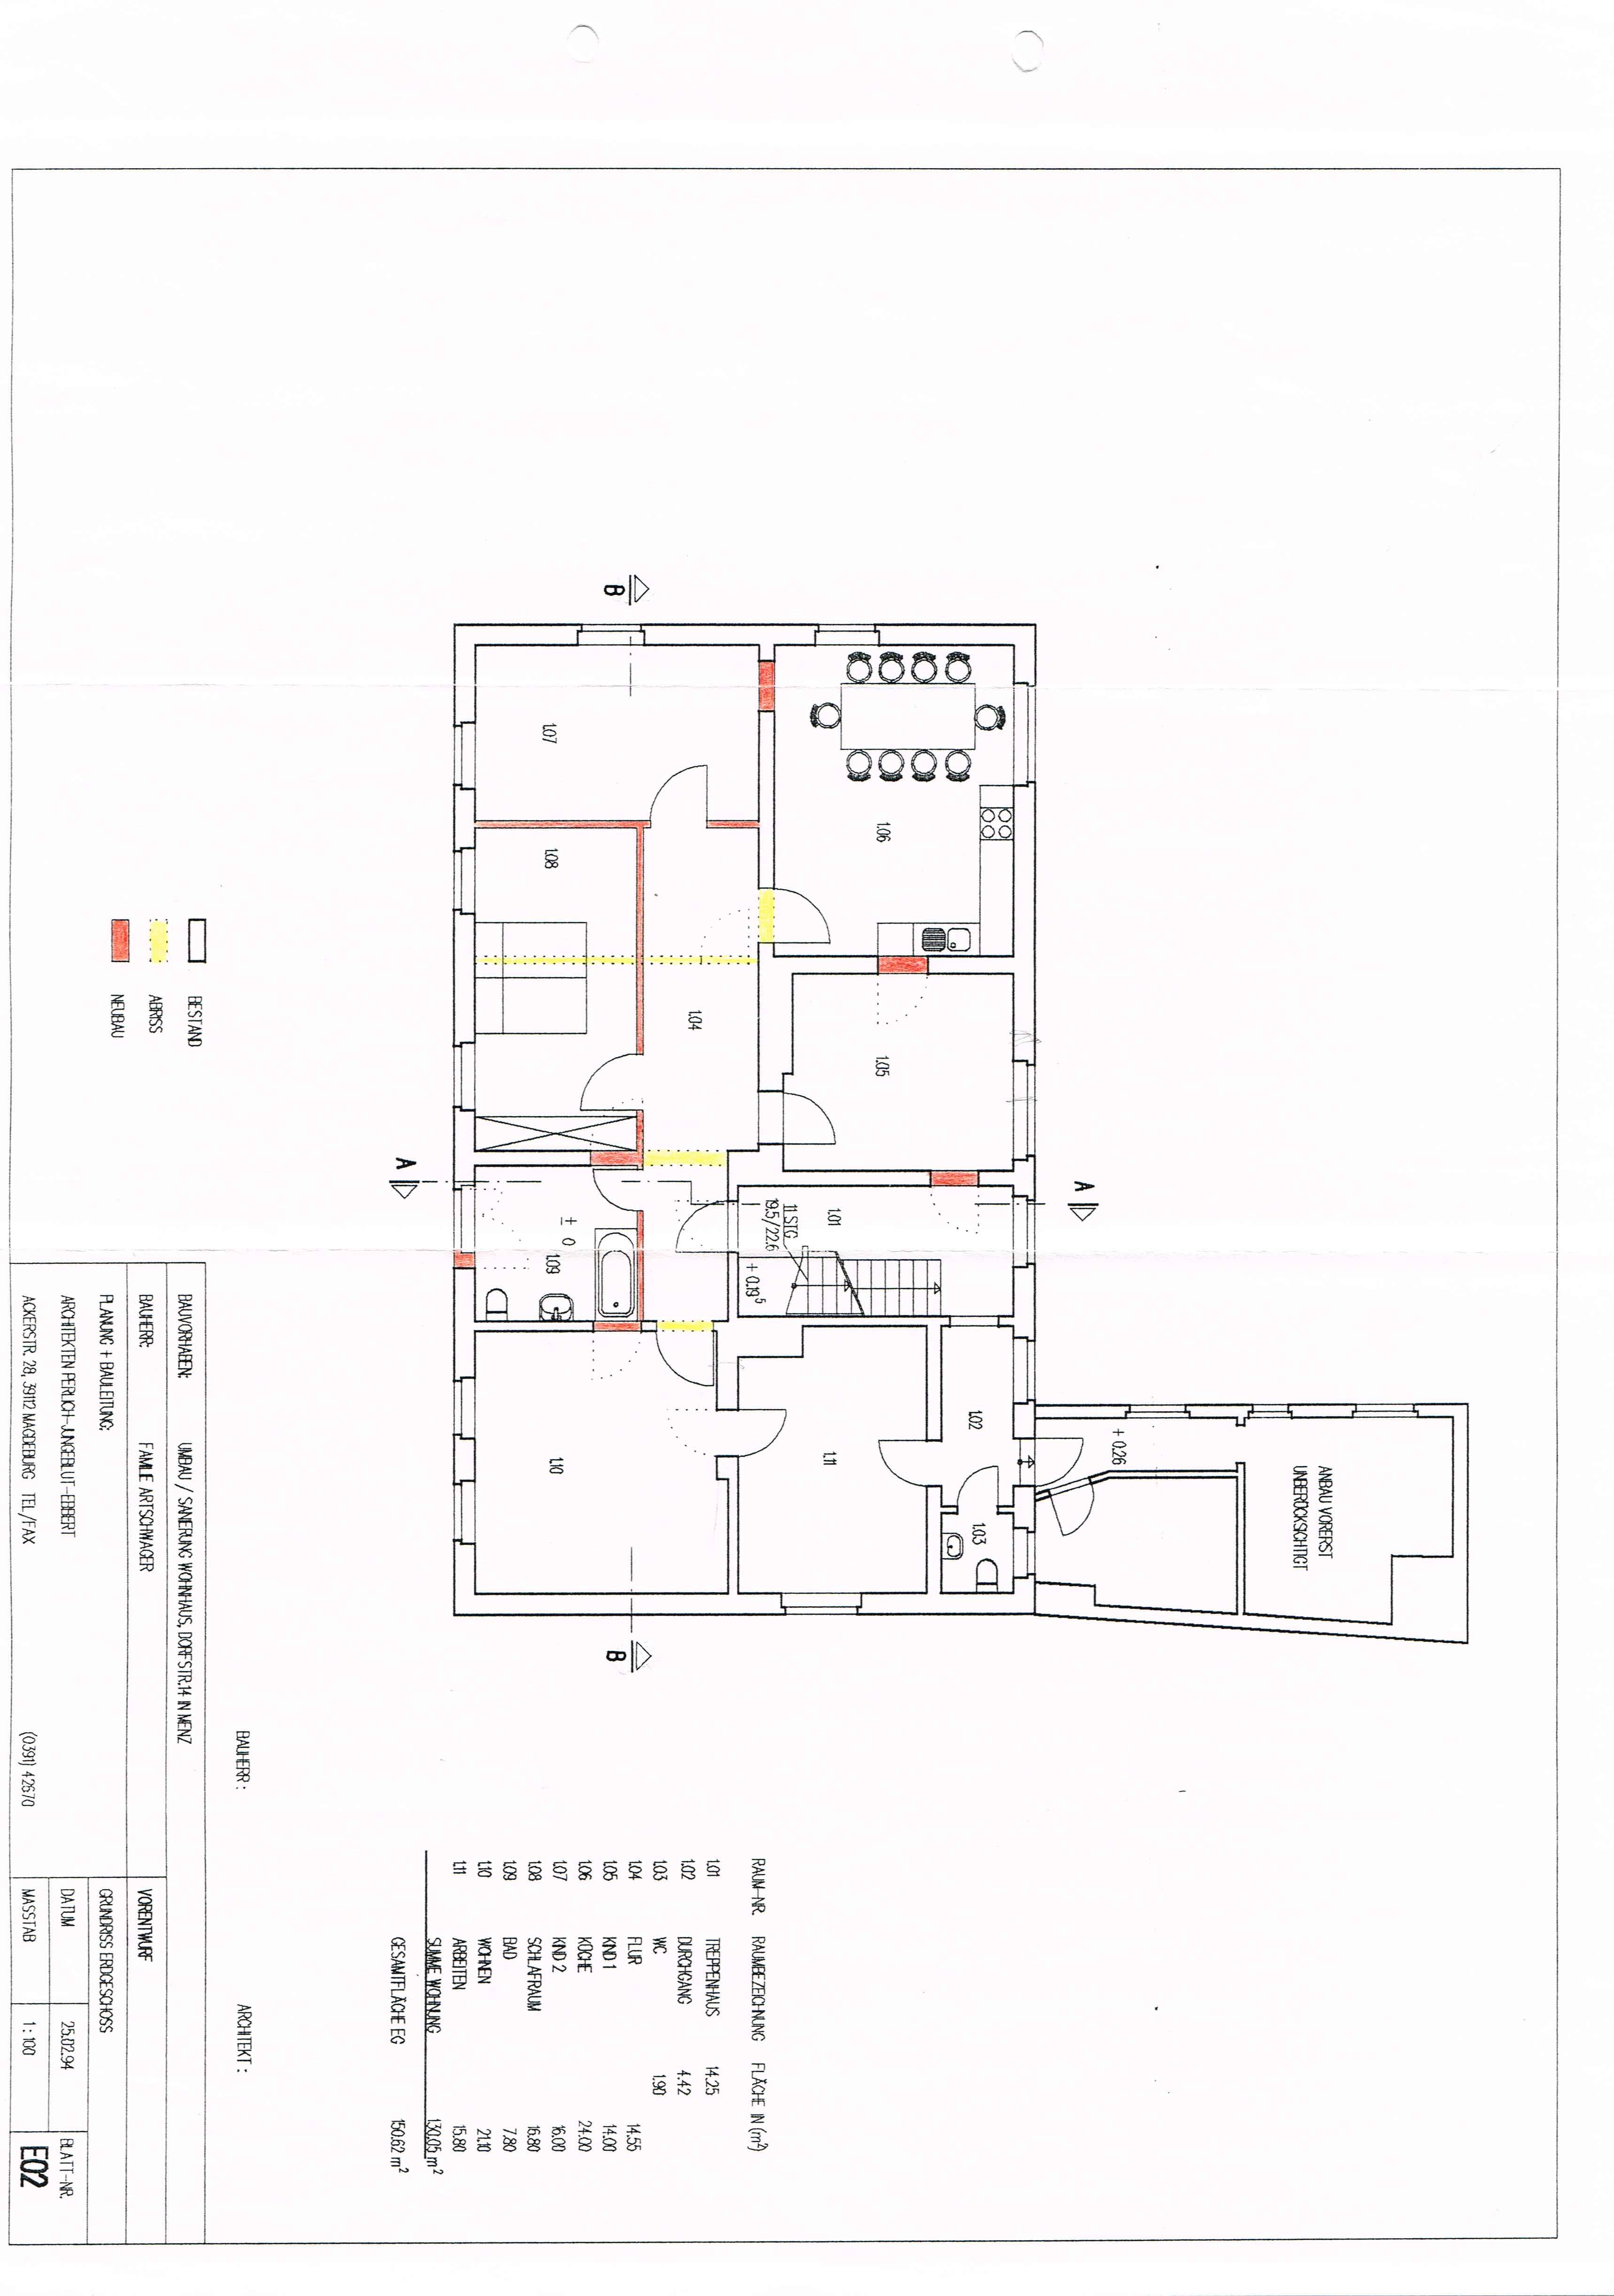 B
A
1.06
1.05
1.01
11 STG
19.5/22.6
+ 0.19⁵
1.02
1.03
+ 0.26
ANBAU VORERST
UNBERÜCKSICHTIGT
1.07
1.04
1.08
± 0
1.09
1.10
1.11
A
B
BESTAND
ABRISS
NEUBAU
RAUM-NR. RAUMBEZEICHNUNG FLÄCHE IN (m²)
1.01 TREPPENHAUS 14.25
1.02 DURCHGANG 4.42
1.03 WC 1.90
1.04 FLUR 14.55
1.05 KIND 1 14.00
1.06 KÜCHE 24.00
1.07 KIND 2 16.00
1.08 SCHLAFRAUM 16.80
1.09 BAD 7.80
1.10 WOHNEN 21.10
1.11 ARBEITEN 15.80
SUMME WOHNUNG 130.05 m²
GESAMTFLÄCHE EG 150.62 m²
BAUHERR : ARCHITEKT :
BAUVORHABEN: UMBAU / SANIERUNG WOHNHAUS, DORFSTR.14 IN MENZ
BAUHERR: FAMILIE ARTSCHWAGER
VORENTWURF
PLANUNG + BAULEITUNG:
GRUNDRISS ERDGESCHOSS
ARCHITEKTEN PERLICH-JUNGEBLUT-EBBERT
DATUM 25.02.94 BLATT-NR.
ACKERSTR. 28, 39112 MAGDEBURG TEL/FAX (0391) 42670
MASSTAB 1 : 100 E02